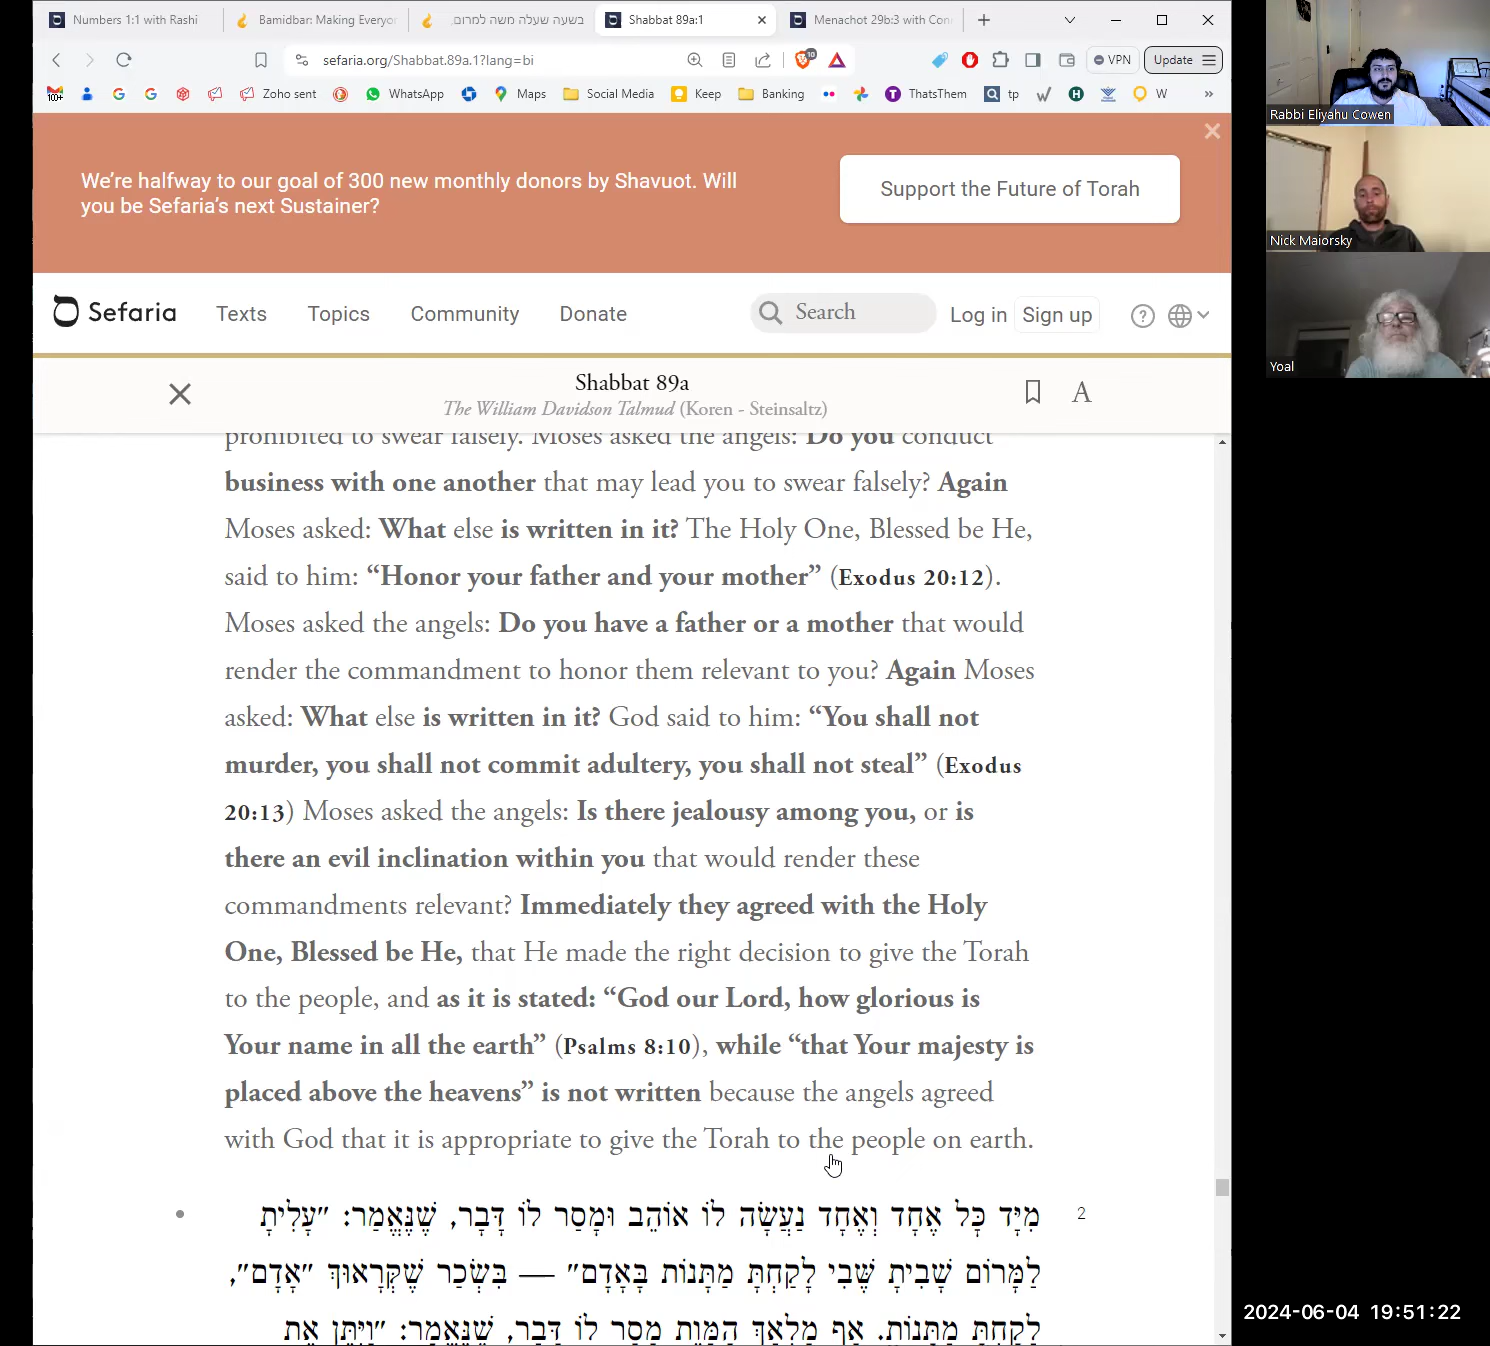 Numbers 1:1 with Rashi
Bamidbar: Making Everyor
בשעה שעלה משה למרום,
Shabbat 89a:1
Menachot 29b:3 with Con
sefaria.org/Shabbat.89a.1?lang=bi
10
VPN
Update
100+
Zoho sent
WhatsApp
Maps
Social Media
Keep
Banking
ThatsThem
tp
W
We're halfway to our goal of 300 new monthly donors by Shavuot. Will
you be Sefaria's next Sustainer?
Support the Future of Torah
Sefaria
Texts
Topics
Community
Donate
Search
Log in
Sign up
Shabbat 89a
The William Davidson Talmud (Koren - Steinsaltz)
A
prohibited to swear falsely. Moses asked the angels: Do you conduct
business with one another that may lead you to swear falsely? Again
Moses asked: What else is written in it? The Holy One, Blessed be He,
said to him: “Honor your father and your mother” (Exodus 20:12).
Moses asked the angels: Do you have a father or a mother that would
render the commandment to honor them relevant to you? Again Moses
asked: What else is written in it? God said to him: “You shall not
murder, you shall not commit adultery, you shall not steal” (Exodus
20:13) Moses asked the angels: Is there jealousy among you, or is
there an evil inclination within you that would render these
commandments relevant? Immediately they agreed with the Holy
One, Blessed be He, that He made the right decision to give the Torah
to the people, and as it is stated: “God our Lord, how glorious is
Your name in all the earth” (Psalms 8:10), while “that Your majesty is
placed above the heavens” is not written because the angels agreed
with God that it is appropriate to give the Torah to the people on earth.
2
מִיָּד כׇּל אֶחָד וְאֶחָד נַעֲשָׂה לוֹ אוֹהֵב וּמָסַר לוֹ דָּבָר, שֶׁנֶּאֱמַר: ״עָלִיתָ
לַמָּרוֹם שָׁבִיתָ שֶּׁבִי לָקַחְתָּ מַתָּנוֹת בָּאָדָם״ — בִּשְׂכַר שֶׁקְּרָאוּךָ ״אָדָם״,
לָקַחְתָּ מַתָּנוֹת. אַף מַלְאַךְ הַמָּוֶת מָסַר לוֹ דָּבָר, שֶׁנֶּאֱמַר: ״וַיִּתֵּן אֶת
Rabbi Eliyahu Cowen
Nick Maiorsky
Yoal
2024-06-04 19:51:22